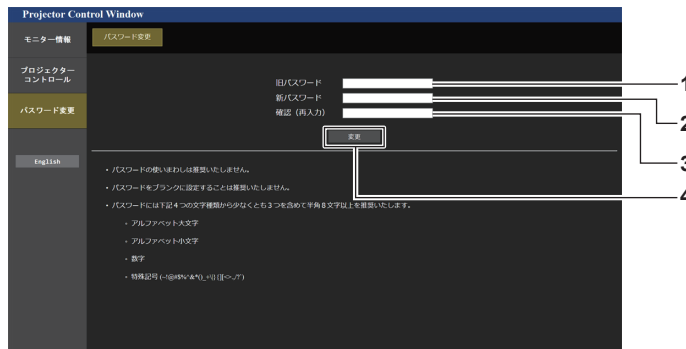 Projector Control Window
モニター情報
パスワード変更
プロジェクター
コントロール
パスワード変更
English
旧パスワード
新パスワード
確認（再入力）
変更
1
2
3
4
• パスワードの使いまわしは推奨いたしません。
• パスワードをブランクに設定することは推奨いたしません。
• パスワードには下記４つの文字種類から少なくとも３つを含めて半角８文字以上を推奨いたします。
• アルファベット大文字
• アルファベット小文字
• 数字
• 特殊記号